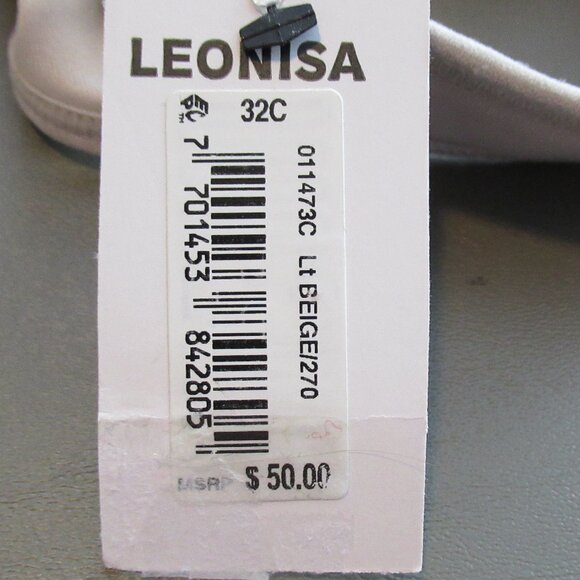 LEONISA
32C
011473C Lt BEIGE/270
7 701453 842805
MSRP $ 50.00